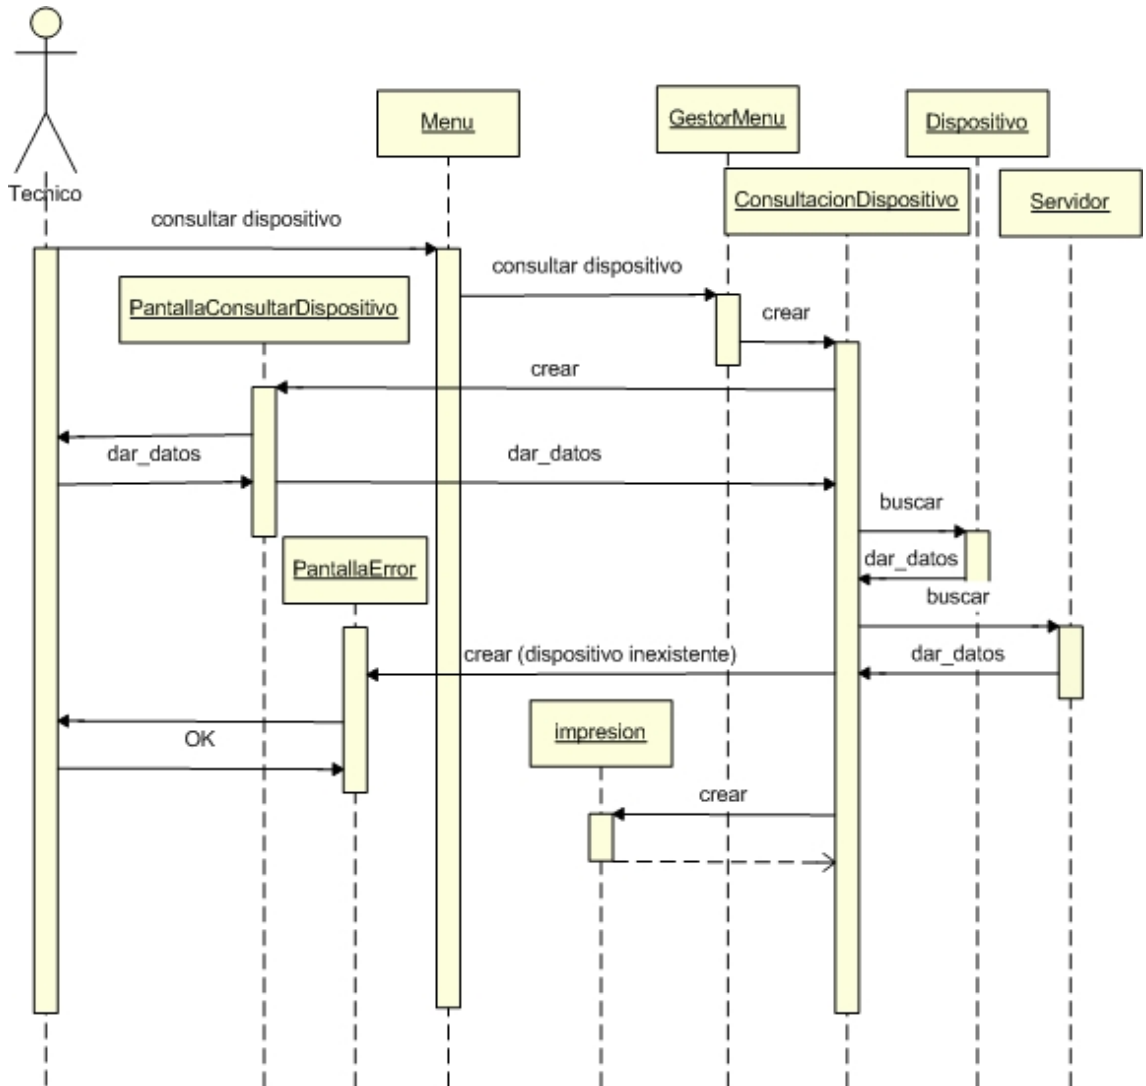 Tecnico
Menu
GestorMenu
Dispositivo
ConsultacionDispositivo
Servidor
consultar dispositivo
consultar dispositivo
PantallaConsultarDispositivo
crear
crear
dar_datos
dar_datos
buscar
PantallaError
dar_datos
buscar
crear (dispositivo inexistente)
dar_datos
OK
impresion
crear